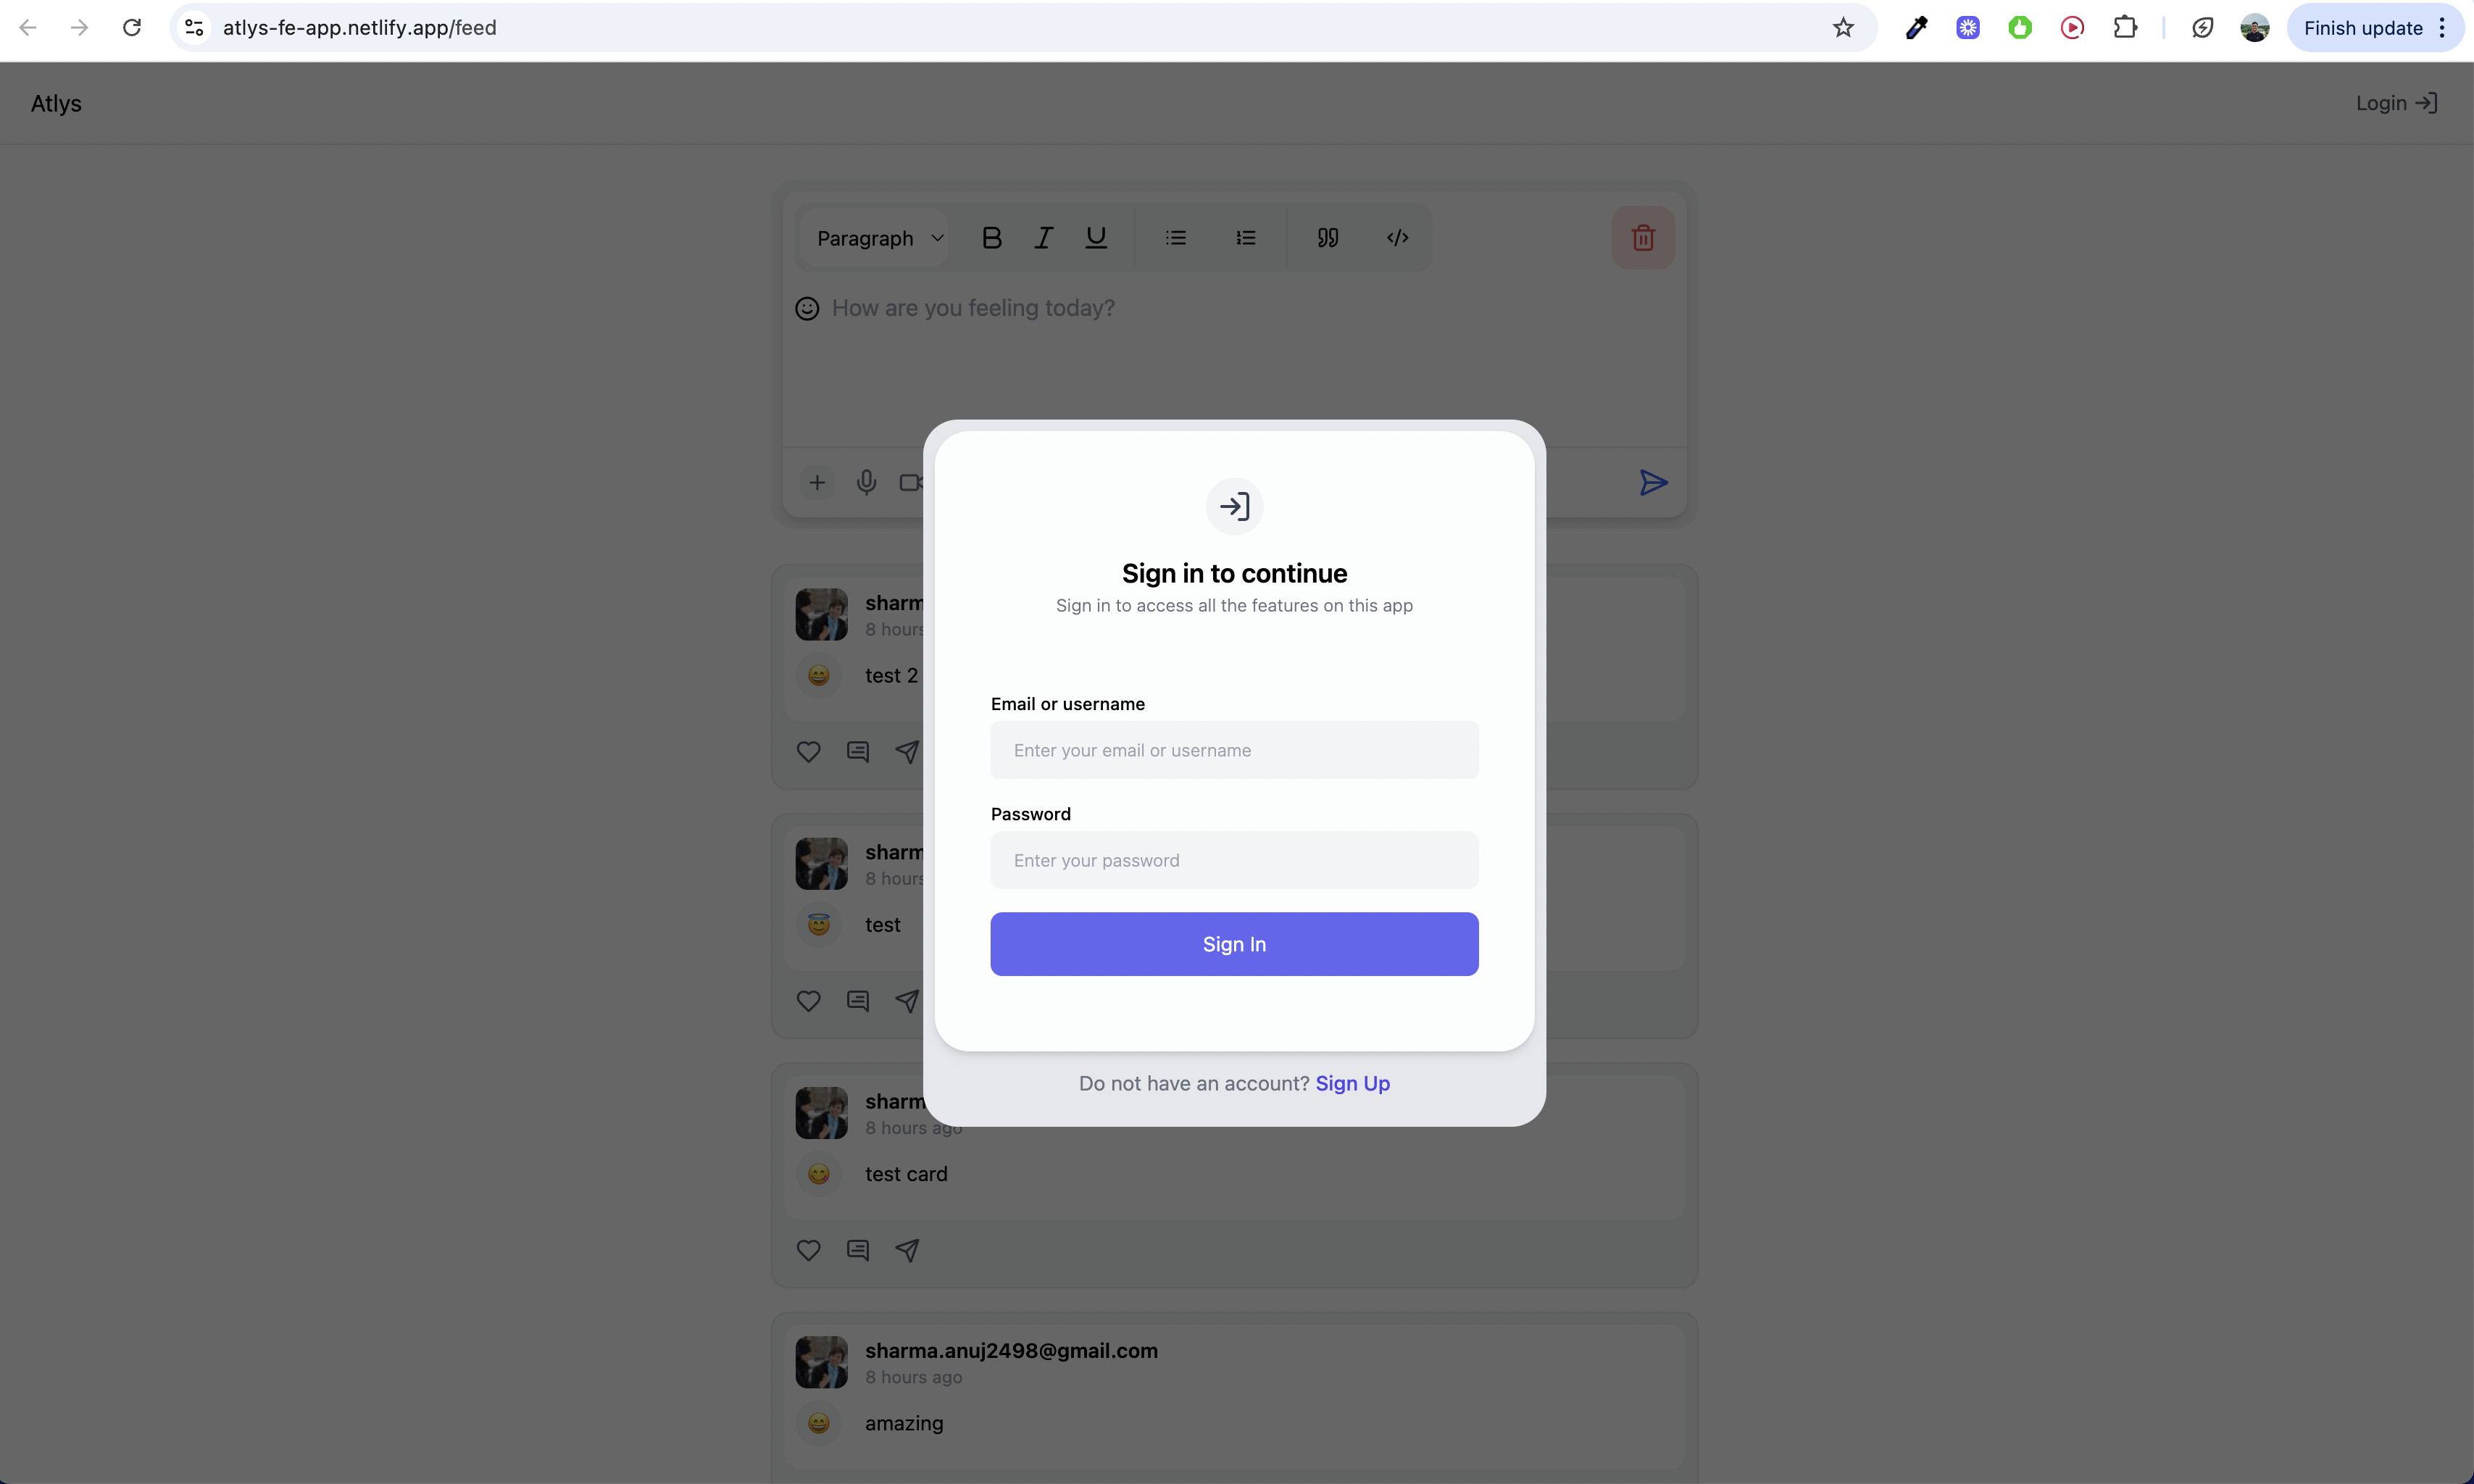 atlys-fe-app.netlify.app/feed
Finish update
Atlys
Login
Paragraph
B I U
How are you feeling today?
Sign in to continue
Sign in to access all the features on this app
Email or username
Enter your email or username
Password
Enter your password
Sign In
Do not have an account? Sign Up
sharm
8 hours
test 2
sharm
8 hours
test
sharm
8 hours ago
test card
sharma.anuj2498@gmail.com
8 hours ago
amazing